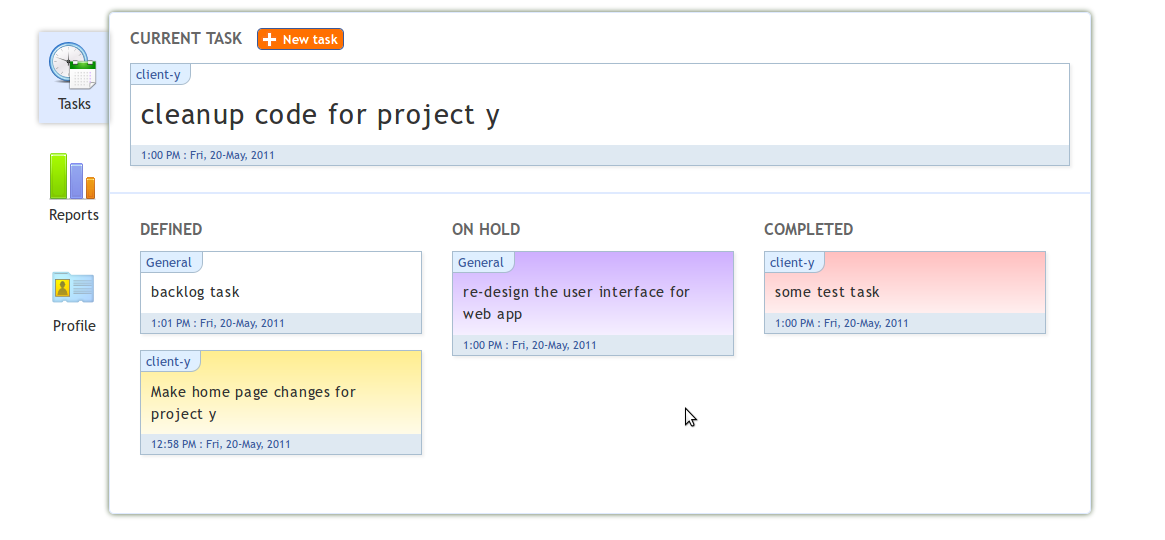 Tasks
Reports
Profile
CURRENT TASK
New task
client-y
cleanup code for project y
1:00 PM : Fri, 20-May, 2011
DEFINED
General
backlog task
1:01 PM : Fri, 20-May, 2011
client-y
Make home page changes for
project y
12:58 PM : Fri, 20-May, 2011
ON HOLD
General
re-design the user interface for
web app
1:00 PM : Fri, 20-May, 2011
COMPLETED
client-y
some test task
1:00 PM : Fri, 20-May, 2011